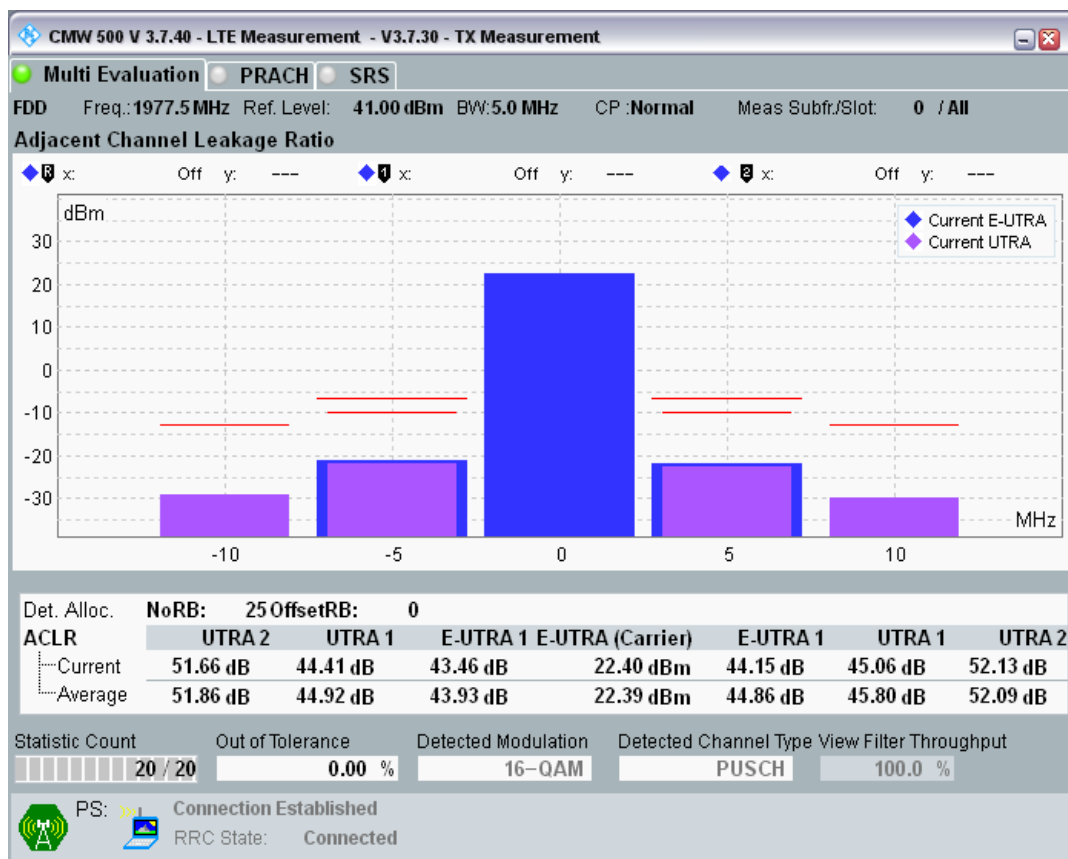 CMW 500 V 3.7.40 - LTE Measurement - V3.7.30 - TX Measurement
Multi Evaluation PRACH SRS
FDD Freq.: 1977.5 MHz Ref. Level: 41.00 dBm BW: 5.0 MHz CP :Normal Meas Subfr./Slot: 0 / All
Adjacent Channel Leakage Ratio
R x: Off y: --- 1 x: Off y: --- 2 x: Off y: ---
dBm
Current E-UTRA
Current UTRA
30
20
10
0
-10
-20
-30
MHz
-10 -5 0 5 10
Det. Alloc. NoRB: 25 OffsetRB: 0
ACLR UTRA 2 UTRA 1 E-UTRA 1 E-UTRA (Carrier) E-UTRA 1 UTRA 1 UTRA 2
Current 51.66 dB 44.41 dB 43.46 dB 22.40 dBm 44.15 dB 45.06 dB 52.13 dB
Average 51.86 dB 44.92 dB 43.93 dB 22.39 dBm 44.86 dB 45.80 dB 52.09 dB
Statistic Count Out of Tolerance Detected Modulation Detected Channel Type View Filter Throughput
20 / 20 0.00 % 16-QAM PUSCH 100.0 %
PS: Connection Established
RRC State: Connected